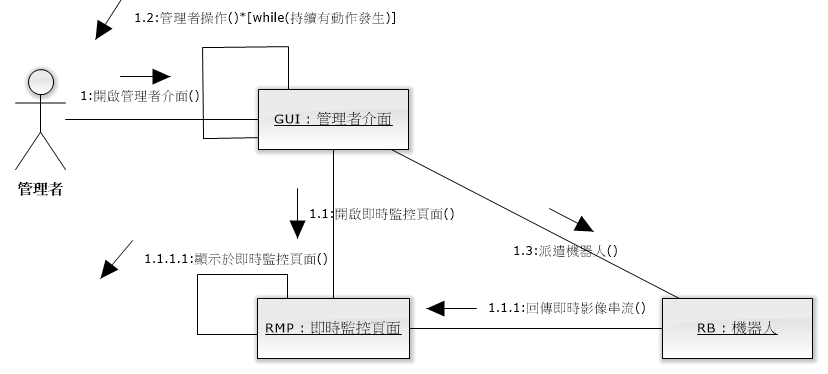 1.2:管理者操作()*[while(持續有動作發生)]
1:開啟管理者介面()
GUI : 管理者介面
管理者
1.1:開啟即時監控頁面()
1.3:派遣機器人()
1.1.1.1:顯示於即時監控頁面()
1.1.1:回傳即時影像串流()
RMP : 即時監控頁面
RB : 機器人